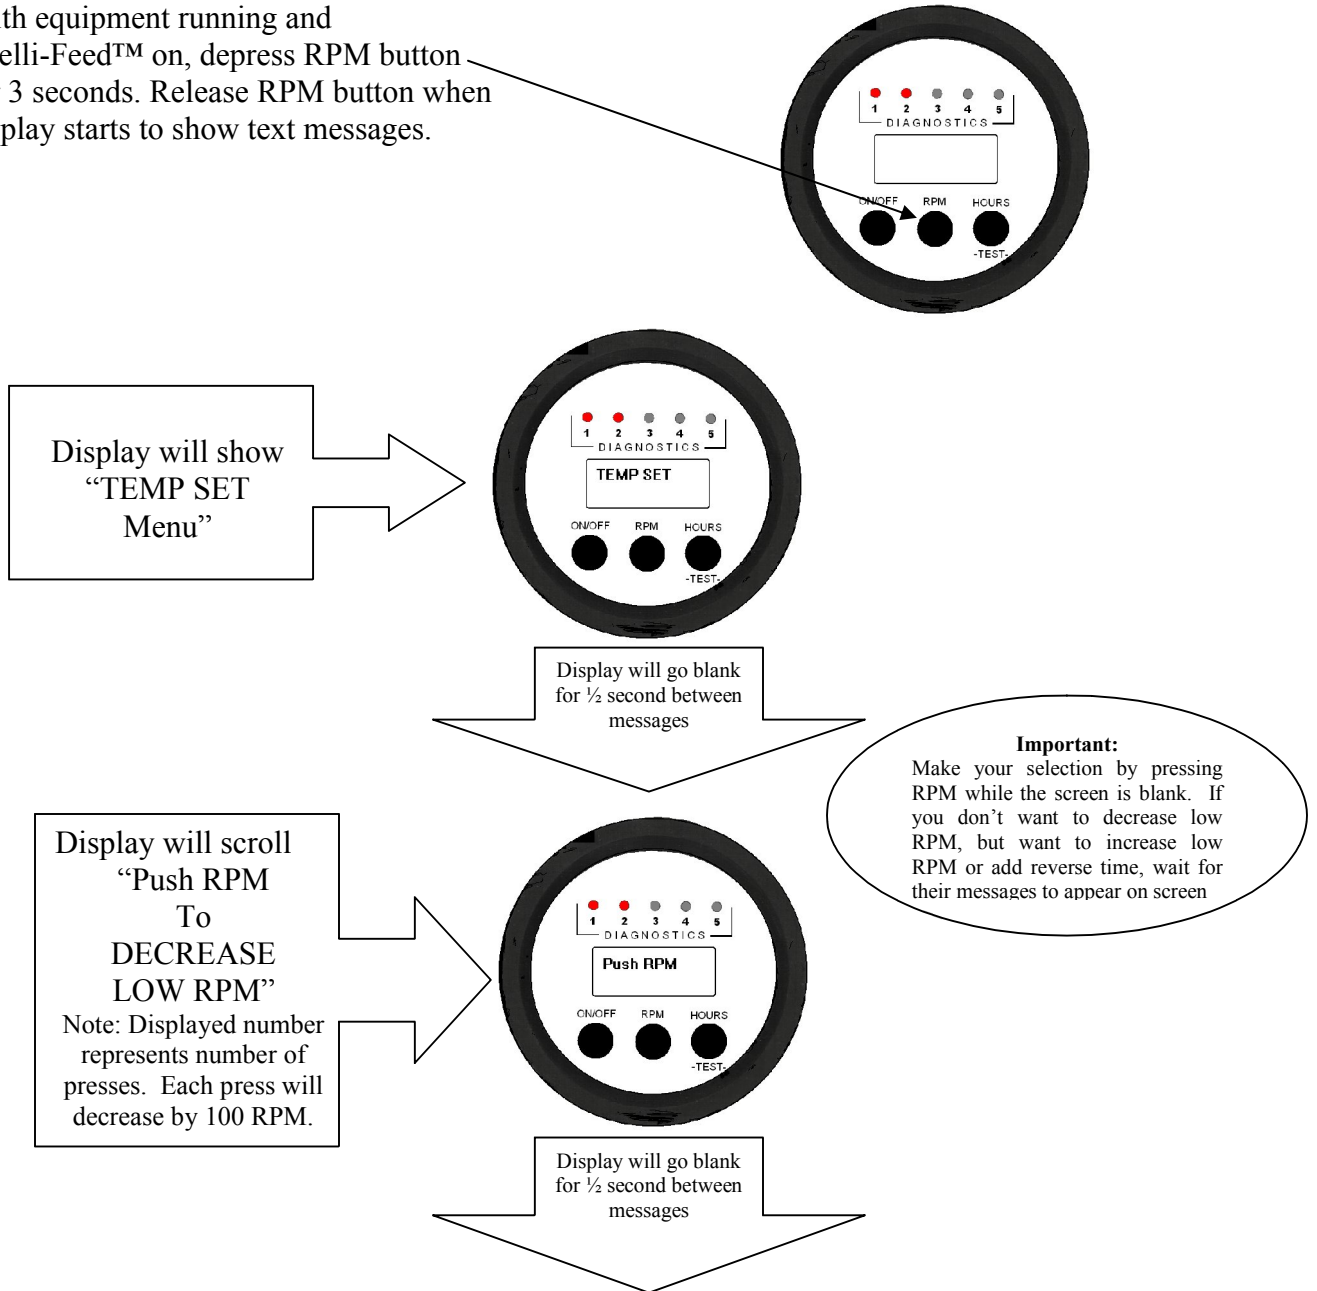 ith equipment running and
elli-Feed™ on, depress RPM button
3 seconds. Release RPM button when
play starts to show text messages.
1 2 3 4 5
DIAGNOSTICS
ON/OFF RPM HOURS
-TEST-
Display will show
“TEMP SET
Menu”
1 2 3 4 5
DIAGNOSTICS
TEMP SET
ON/OFF RPM HOURS
-TEST-
Display will go blank
for ½ second between
messages
Important:
Make your selection by pressing
RPM while the screen is blank. If
you don’t want to decrease low
RPM, but want to increase low
RPM or add reverse time, wait for
their messages to appear on screen
Display will scroll
“Push RPM
To
DECREASE
LOW RPM”
Note: Displayed number
represents number of
presses. Each press will
decrease by 100 RPM.
1 2 3 4 5
DIAGNOSTICS
Push RPM
ON/OFF RPM HOURS
-TEST-
Display will go blank
for ½ second between
messages